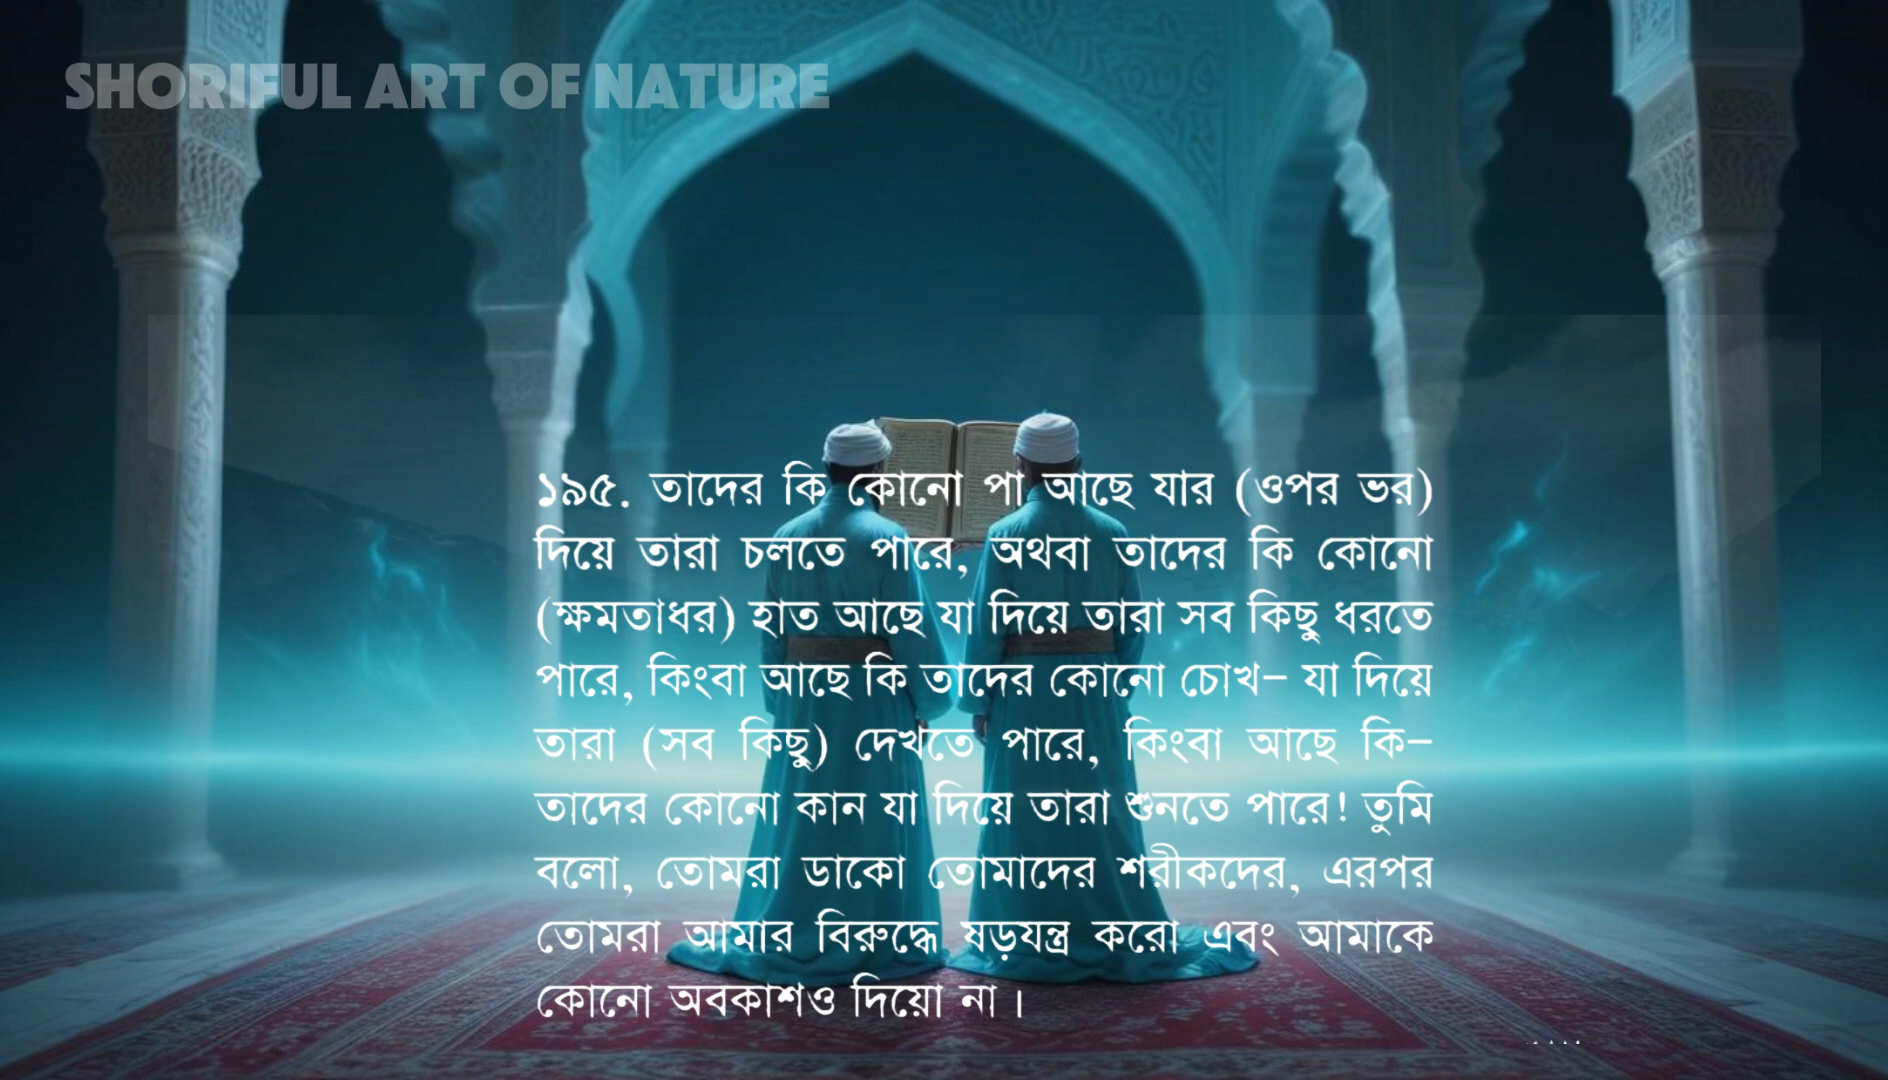 SHORIFUL ART OF NATURE
১৯৫. তাদের কি কোনো পা আছে যার (ওপর ভর)
দিয়ে তারা চলতে পারে, অথবা তাদের কি কোনো
(ক্ষমতাধর) হাত আছে যা দিয়ে তারা সব কিছু ধরতে
পারে, কিংবা আছে কি তাদের কোনো চোখ– যা দিয়ে
তারা (সব কিছু) দেখতে পারে, কিংবা আছে কি–
তাদের কোনো কান যা দিয়ে তারা শুনতে পারে! তুমি
বলো, তোমরা ডাকো তোমাদের শরীকদের, এরপর
তোমরা আমার বিরুদ্ধে ষড়যন্ত্র করো এবং আমাকে
কোনো অবকাশও দিয়ো না।